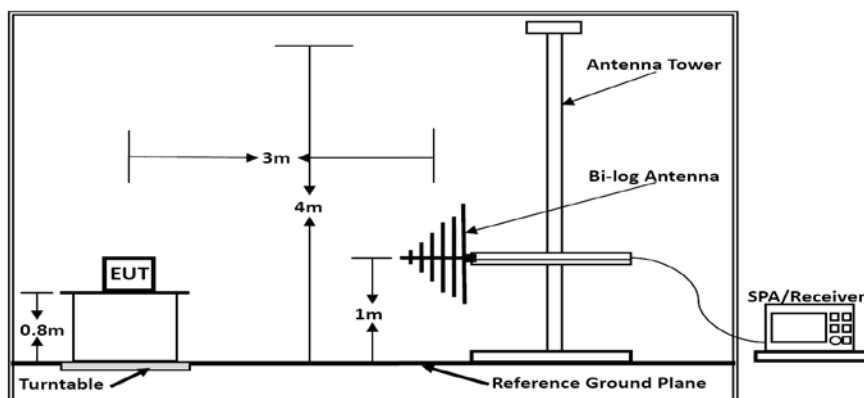 Antenna Tower
3m
Bi-log Antenna
4m
EUT
SPA/Receiver
0.8m
1m
Turntable
Reference Ground Plane